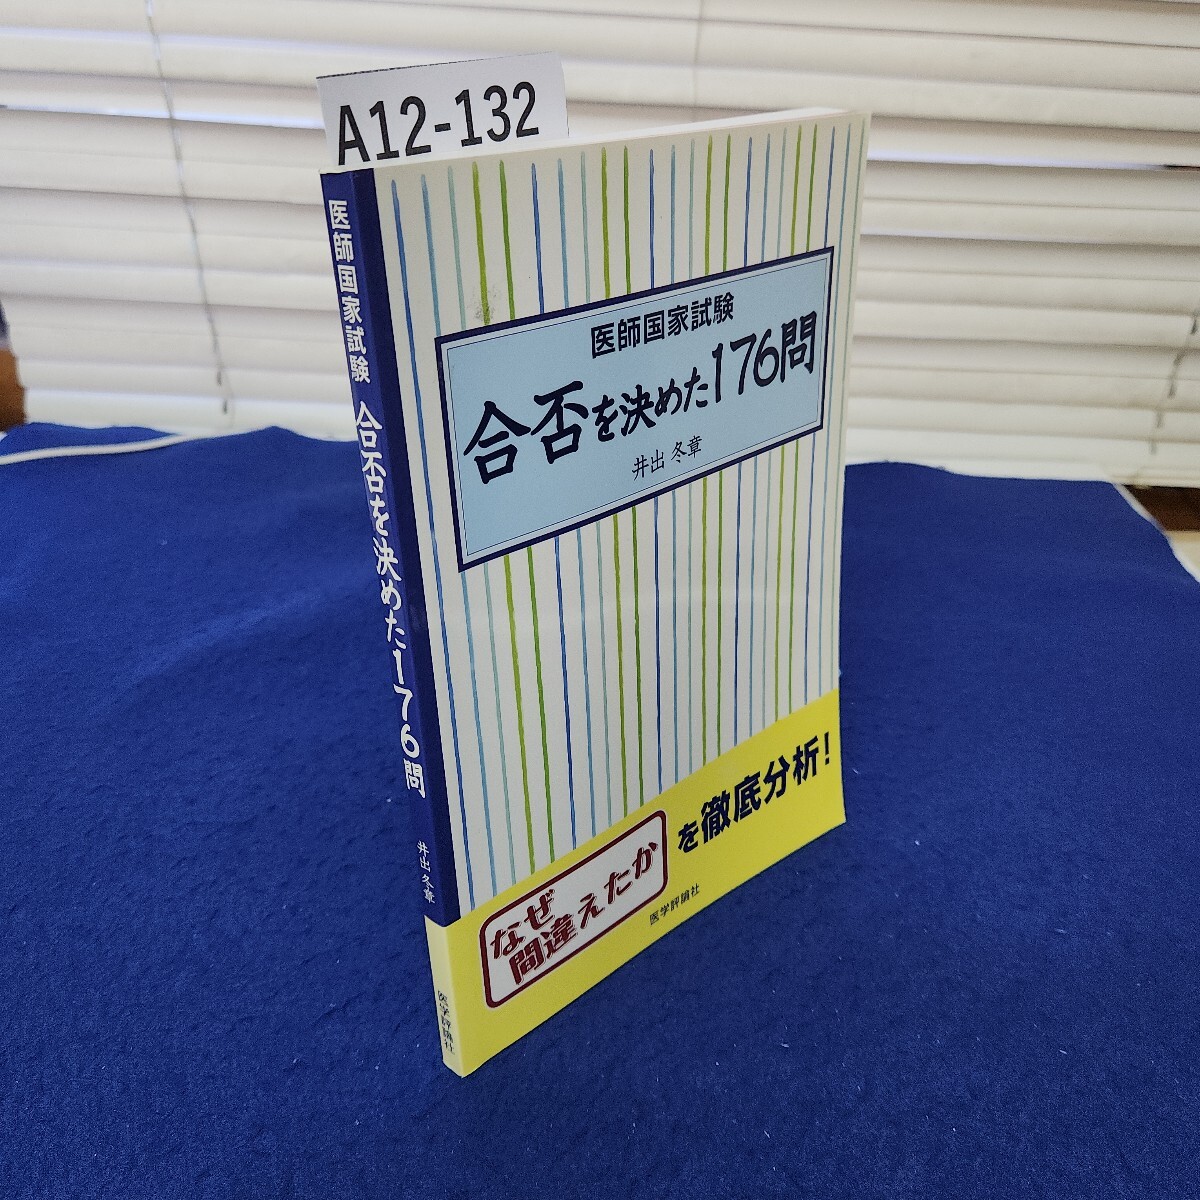 A12-132
医師国家試験 合否を決めた176問
井出 冬章
医学評論社
医師国家試験
合否を決めた176問
井出 冬章
なぜ
間違えたか
を徹底分析!
医学評論社